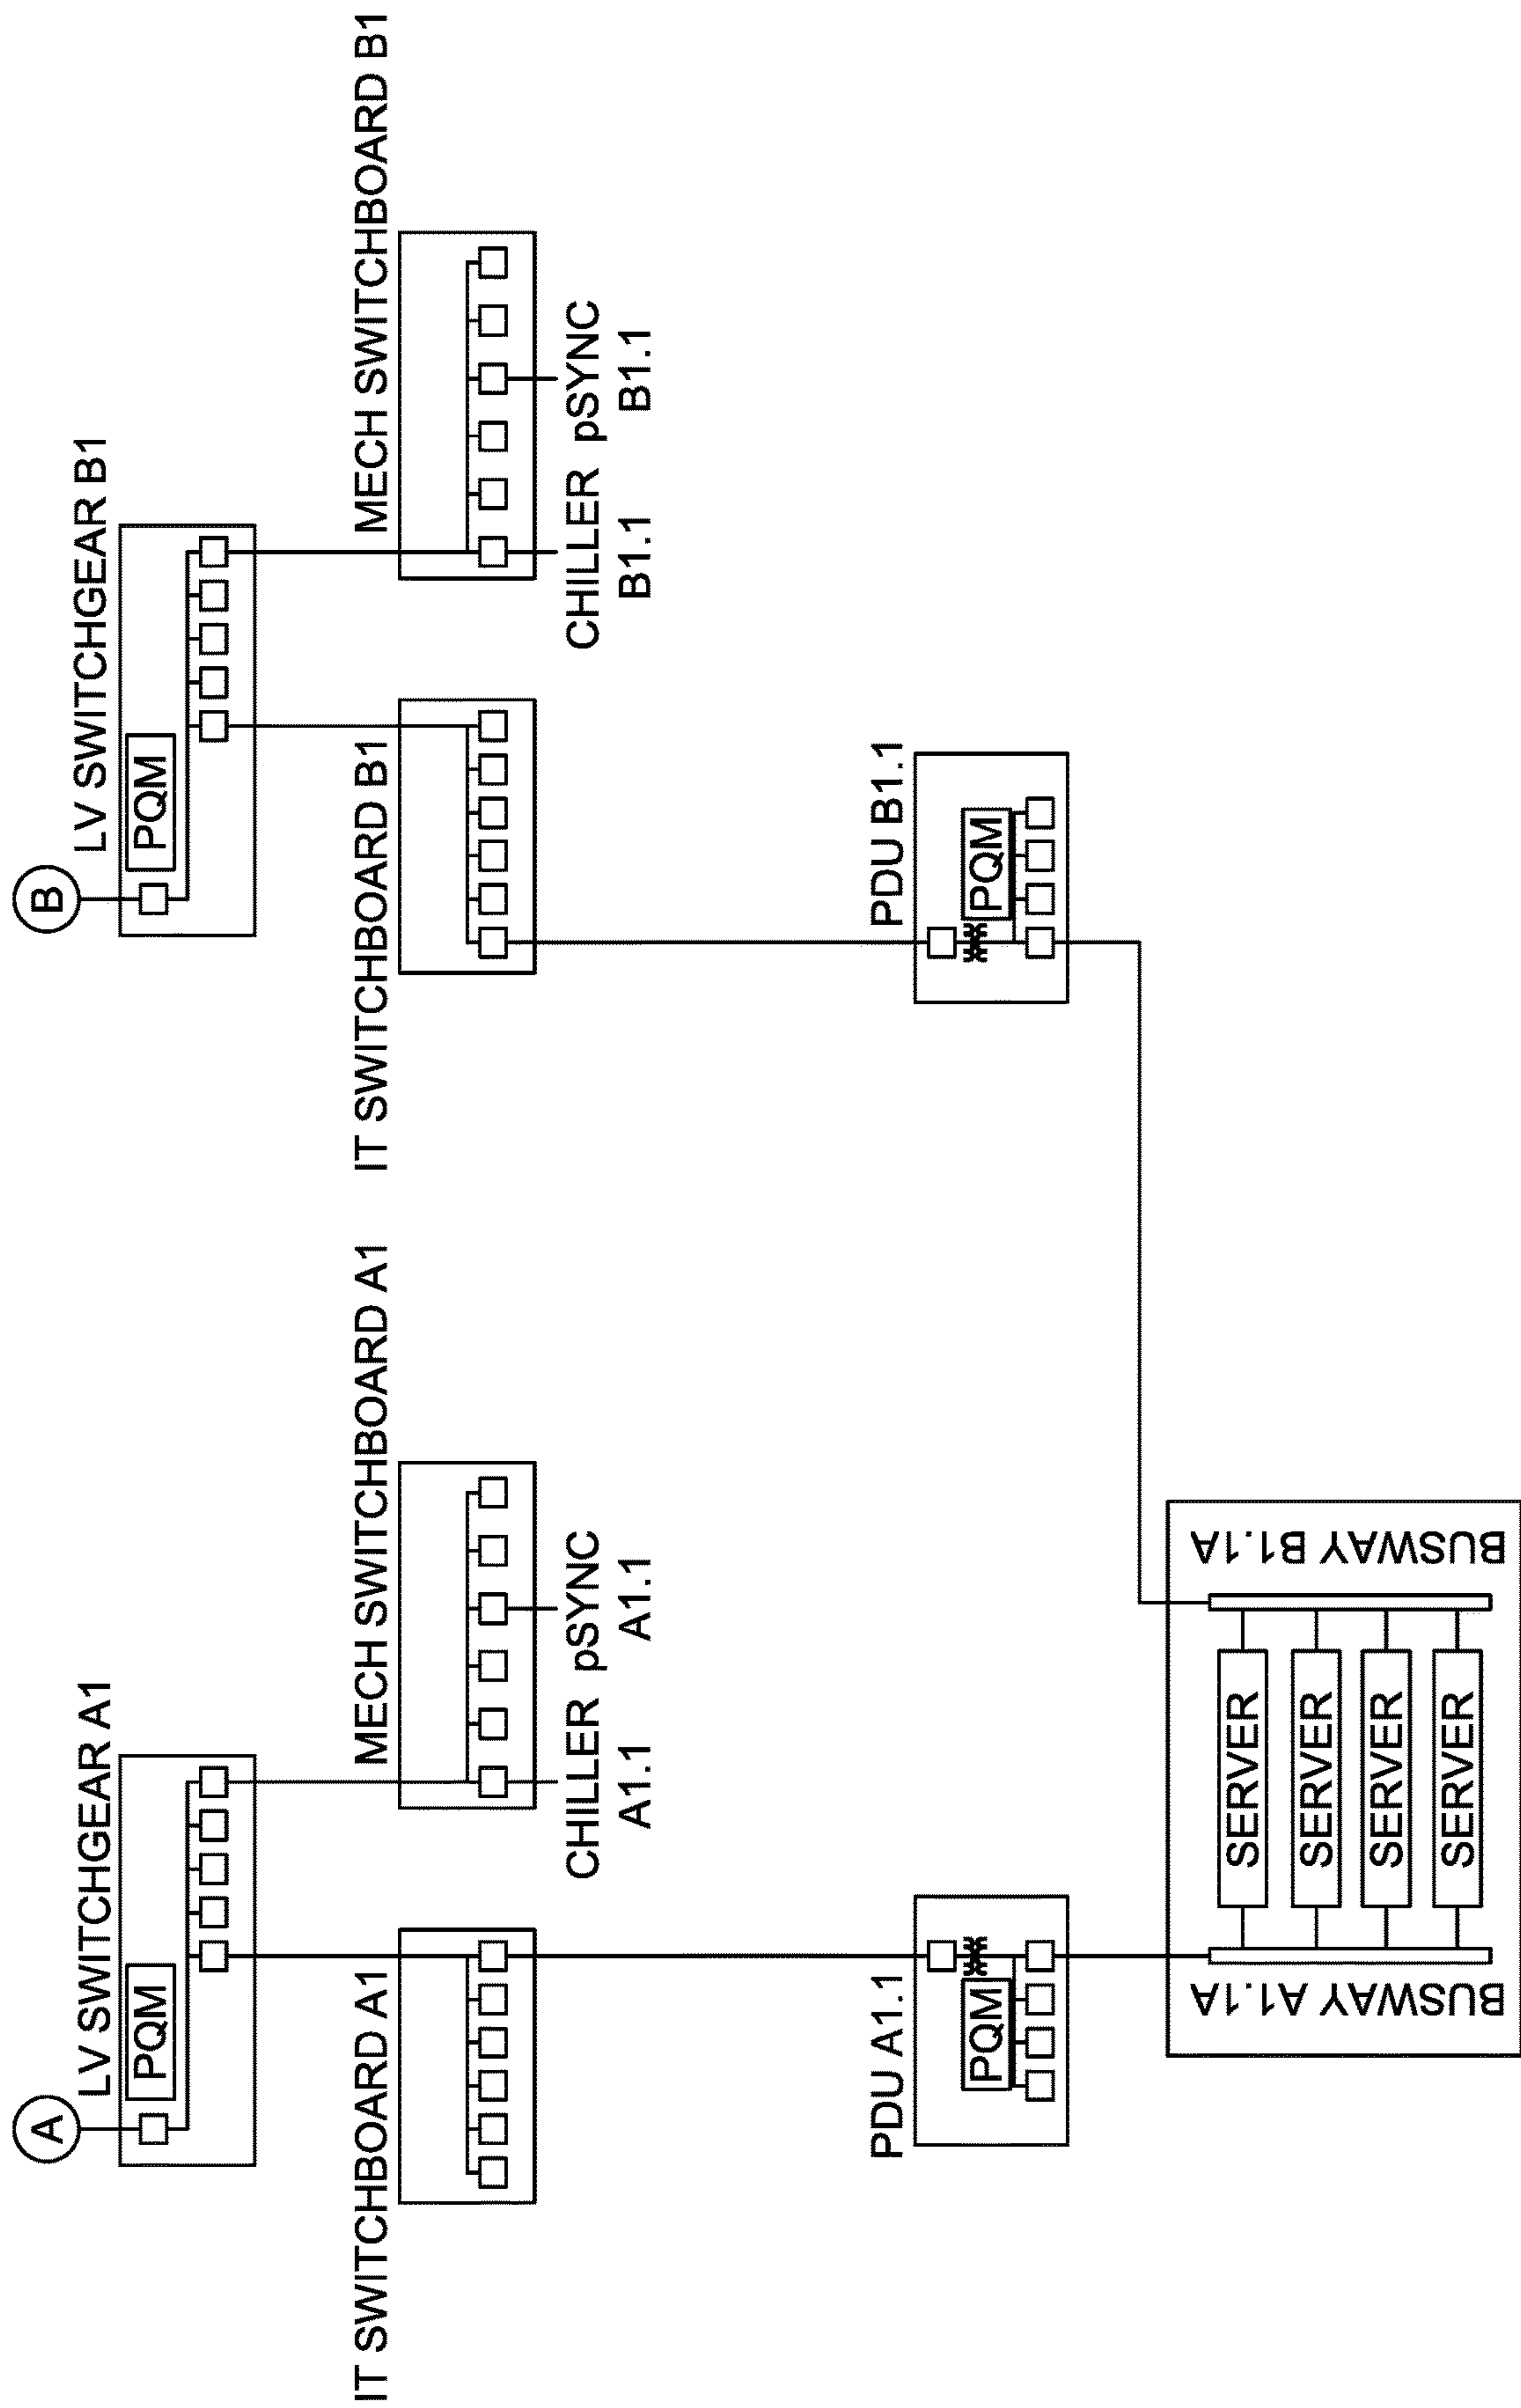 A
LV SWITCHGEAR A1
PQM
B
LV SWITCHGEAR B1
PQM
IT SWITCHBOARD A1
MECH SWITCHBOARD A1
IT SWITCHBOARD B1
MECH SWITCHBOARD B1
CHILLER
A1.1
pSYNC
A1.1
CHILLER
B1.1
pSYNC
B1.1
PDU A1.1
PQM
PDU B1.1
PQM
BUSWAY A1.1A
SERVER
SERVER
SERVER
SERVER
BUSWAY B1.1A